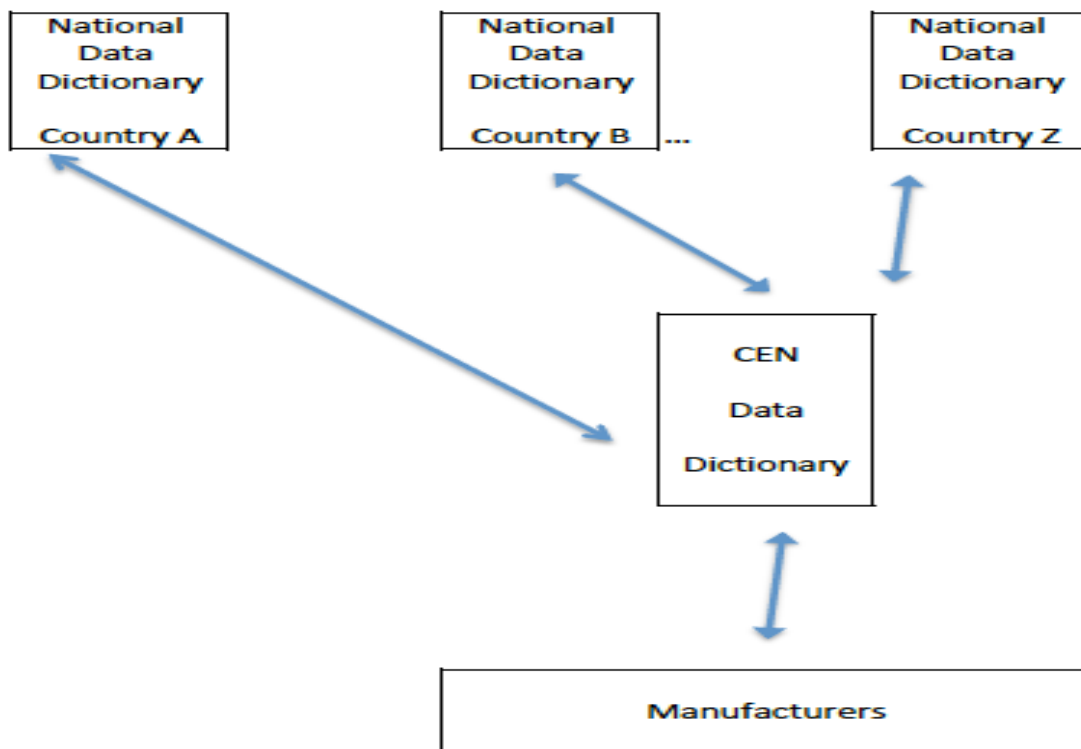 National
Data
Dictionary
Country A
National
Data
Dictionary
Country B ...
National
Data
Dictionary
Country Z
CEN
Data
Dictionary
Manufacturers